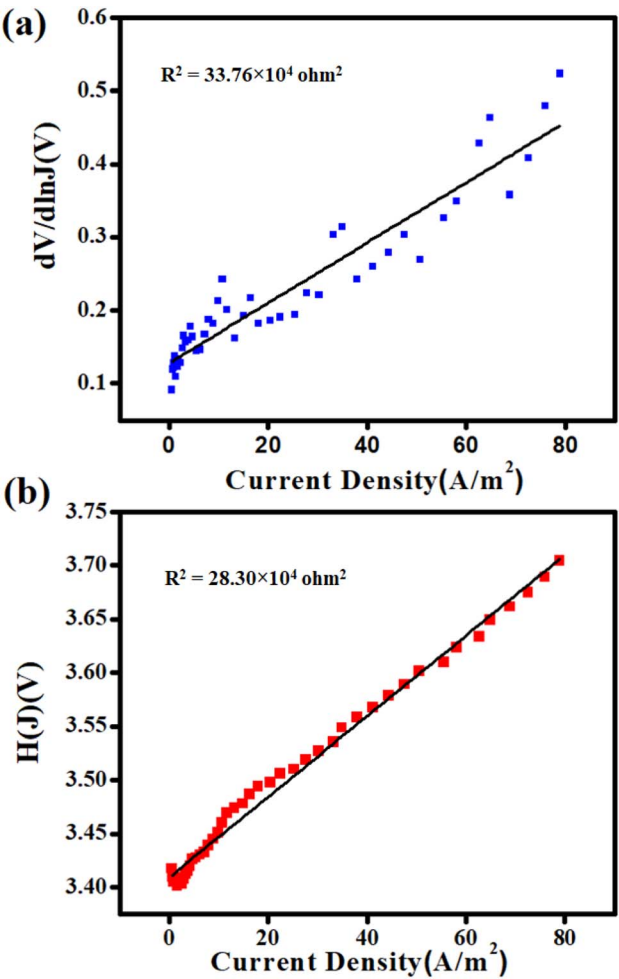 (a)
0.6
0.5
0.4
0.3
0.2
0.1
dV/dlnJ(V)
R² = 33.76×10⁴ ohm²
0 20 40 60 80
Current Density(A/m²)
(b)
3.75
3.70
3.65
3.60
3.55
3.50
3.45
3.40
H(J)(V)
R² = 28.30×10⁴ ohm²
0 20 40 60 80
Current Density(A/m²)